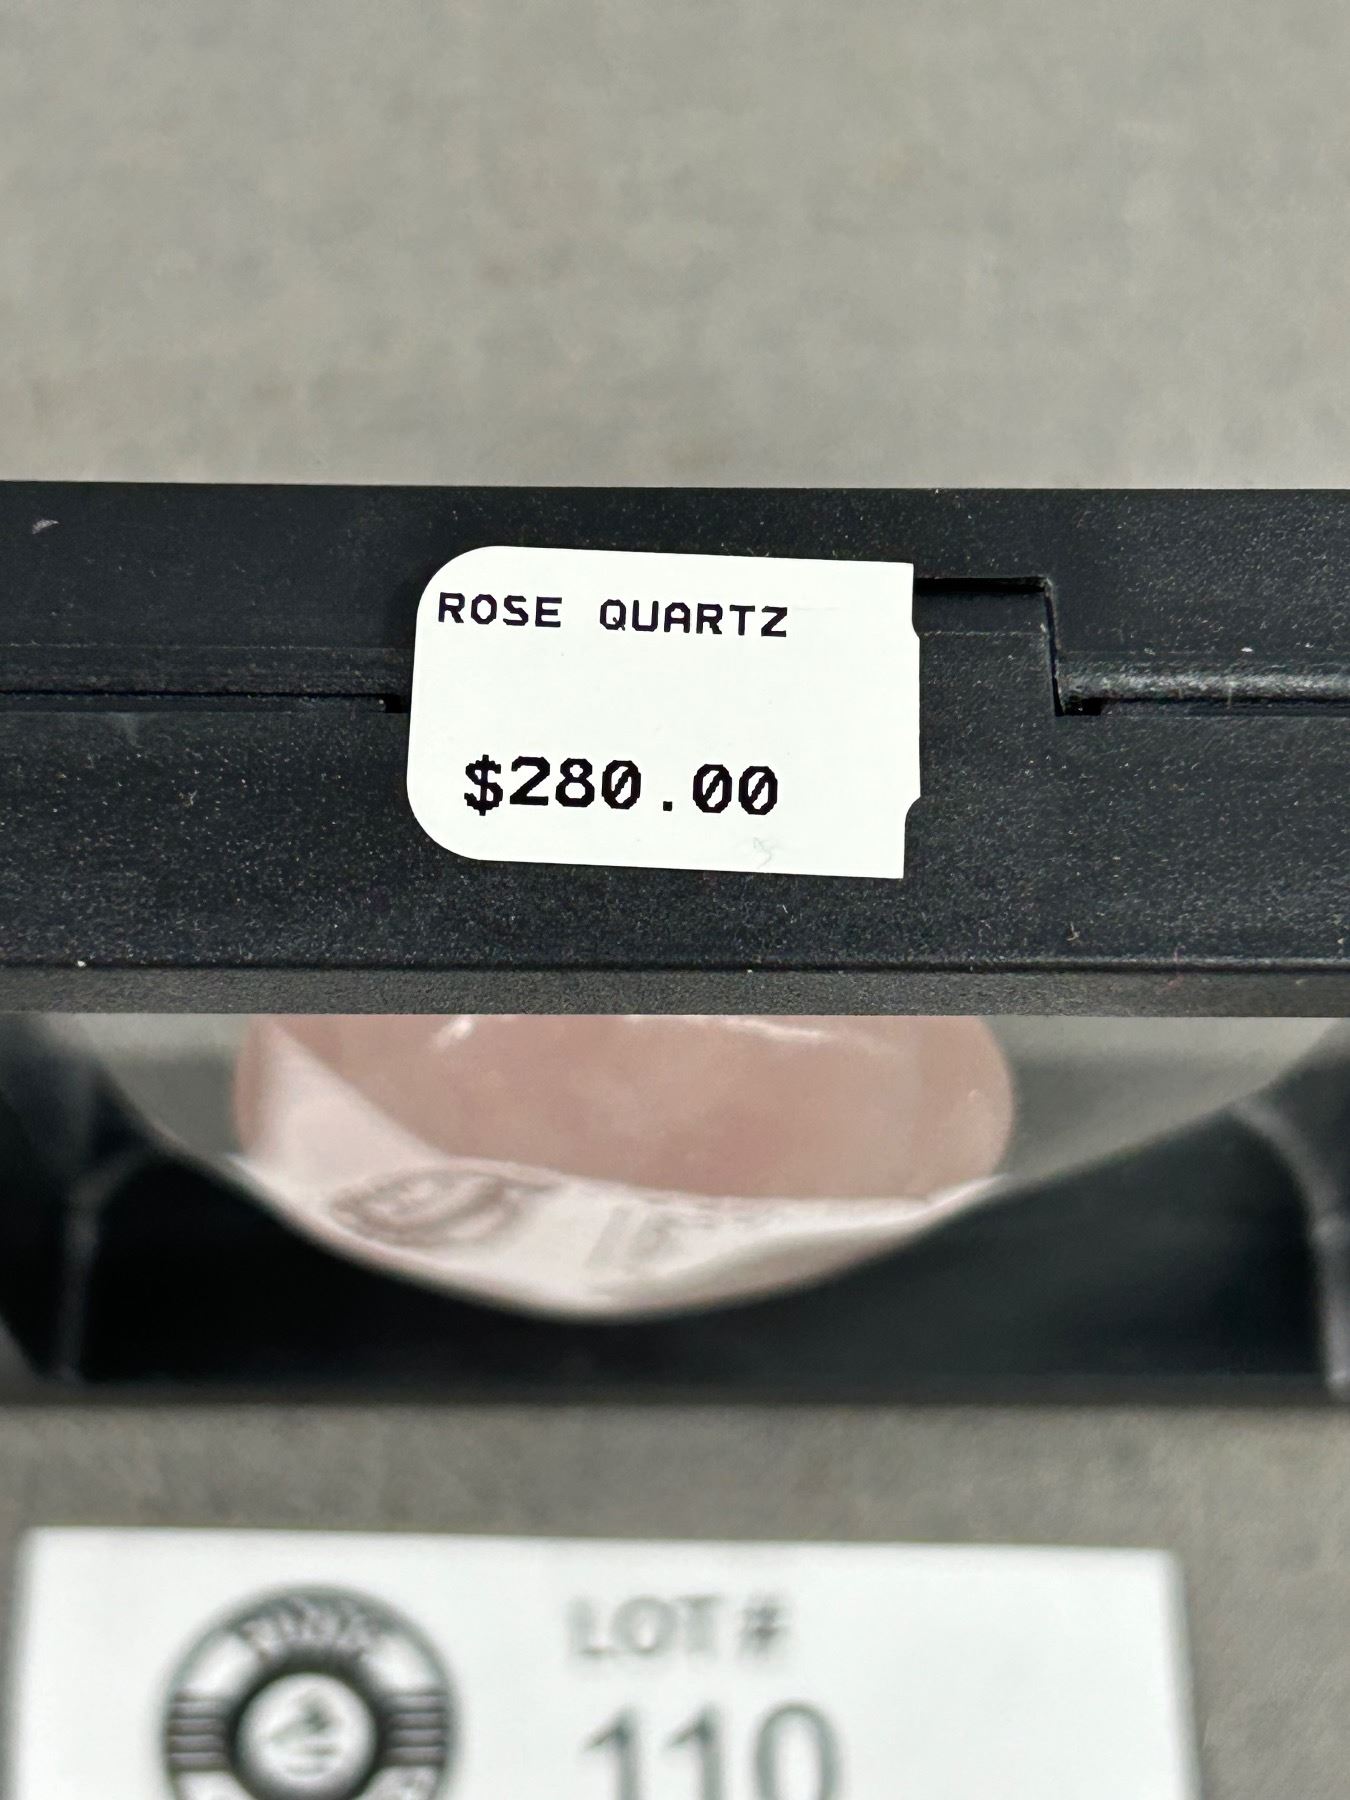 ROSE QUARTZ
$280.00
LOT #
110